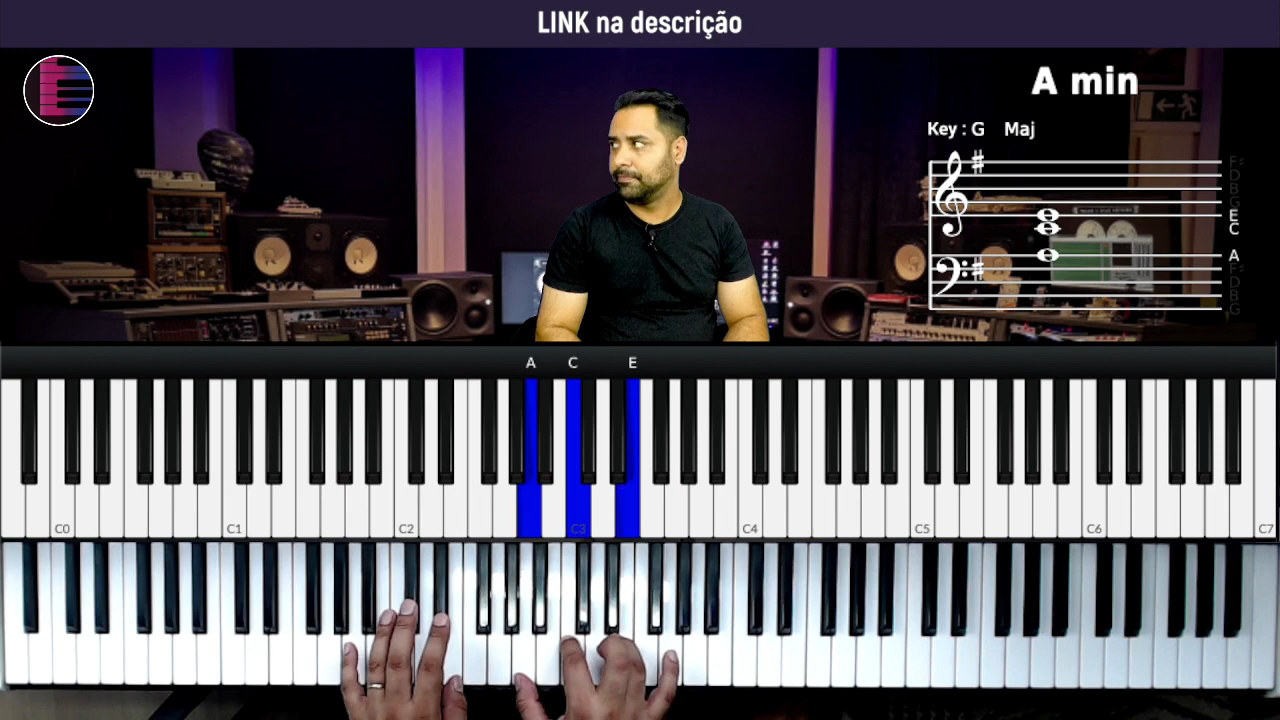 LINK na descrição
A min
Key : G Maj
F♯
D
B
G
E
C
A
F♯
D
B
G
A C E
C0 C1 C2 C3 C4 C5 C6 C7